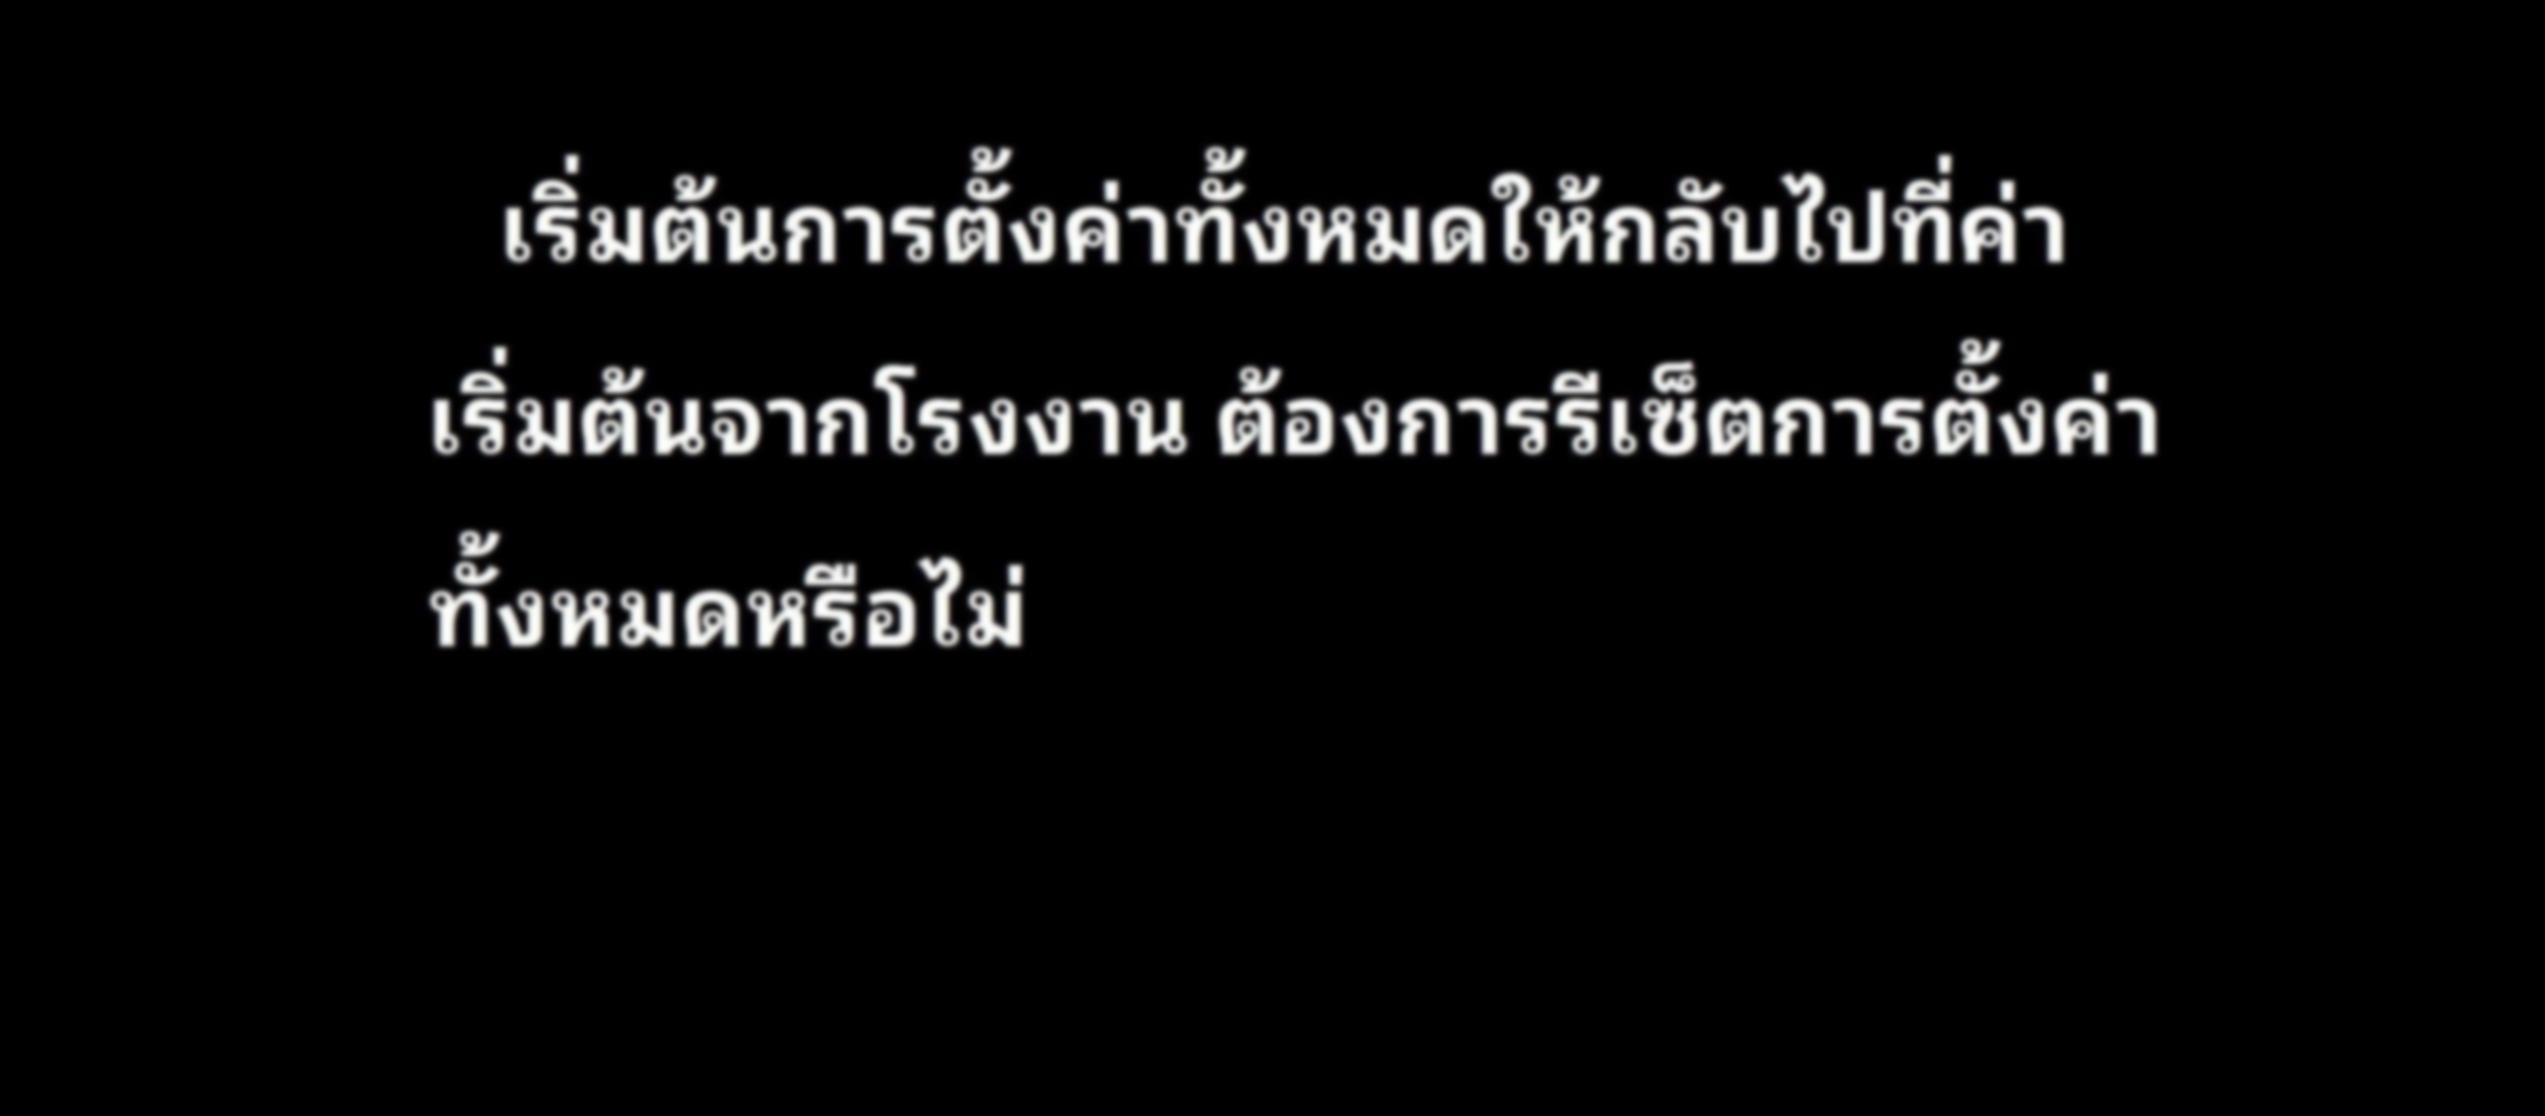 เริ่มต้นการตั้งค่าทั้งหมดให้กลับไปที่ค่า
เริ่มต้นจากโรงงาน ต้องการรีเซ็ตการตั้งค่า
ทั้งหมดหรือไม่